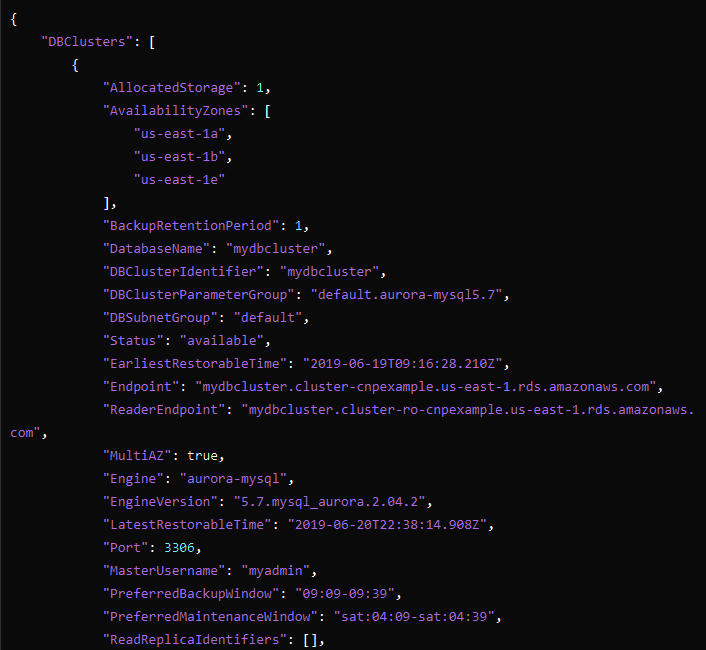 {
    "DBClusters": [
        {
            "AllocatedStorage": 1,
            "AvailabilityZones": [
                "us-east-1a",
                "us-east-1b",
                "us-east-1e"
            ],
            "BackupRetentionPeriod": 1,
            "DatabaseName": "mydbcluster",
            "DBClusterIdentifier": "mydbcluster",
            "DBClusterParameterGroup": "default.aurora-mysql5.7",
            "DBSubnetGroup": "default",
            "Status": "available",
            "EarliestRestorableTime": "2019-06-19T09:16:28.210Z",
            "Endpoint": "mydbcluster.cluster-cnpexample.us-east-1.rds.amazonaws.com",
            "ReaderEndpoint": "mydbcluster.cluster-ro-cnpexample.us-east-1.rds.amazonaws.
com",
            "MultiAZ": true,
            "Engine": "aurora-mysql",
            "EngineVersion": "5.7.mysql_aurora.2.04.2",
            "LatestRestorableTime": "2019-06-20T22:38:14.908Z",
            "Port": 3306,
            "MasterUsername": "myadmin",
            "PreferredBackupWindow": "09:09-09:39",
            "PreferredMaintenanceWindow": "sat:04:09-sat:04:39",
            "ReadReplicaIdentifiers": [],